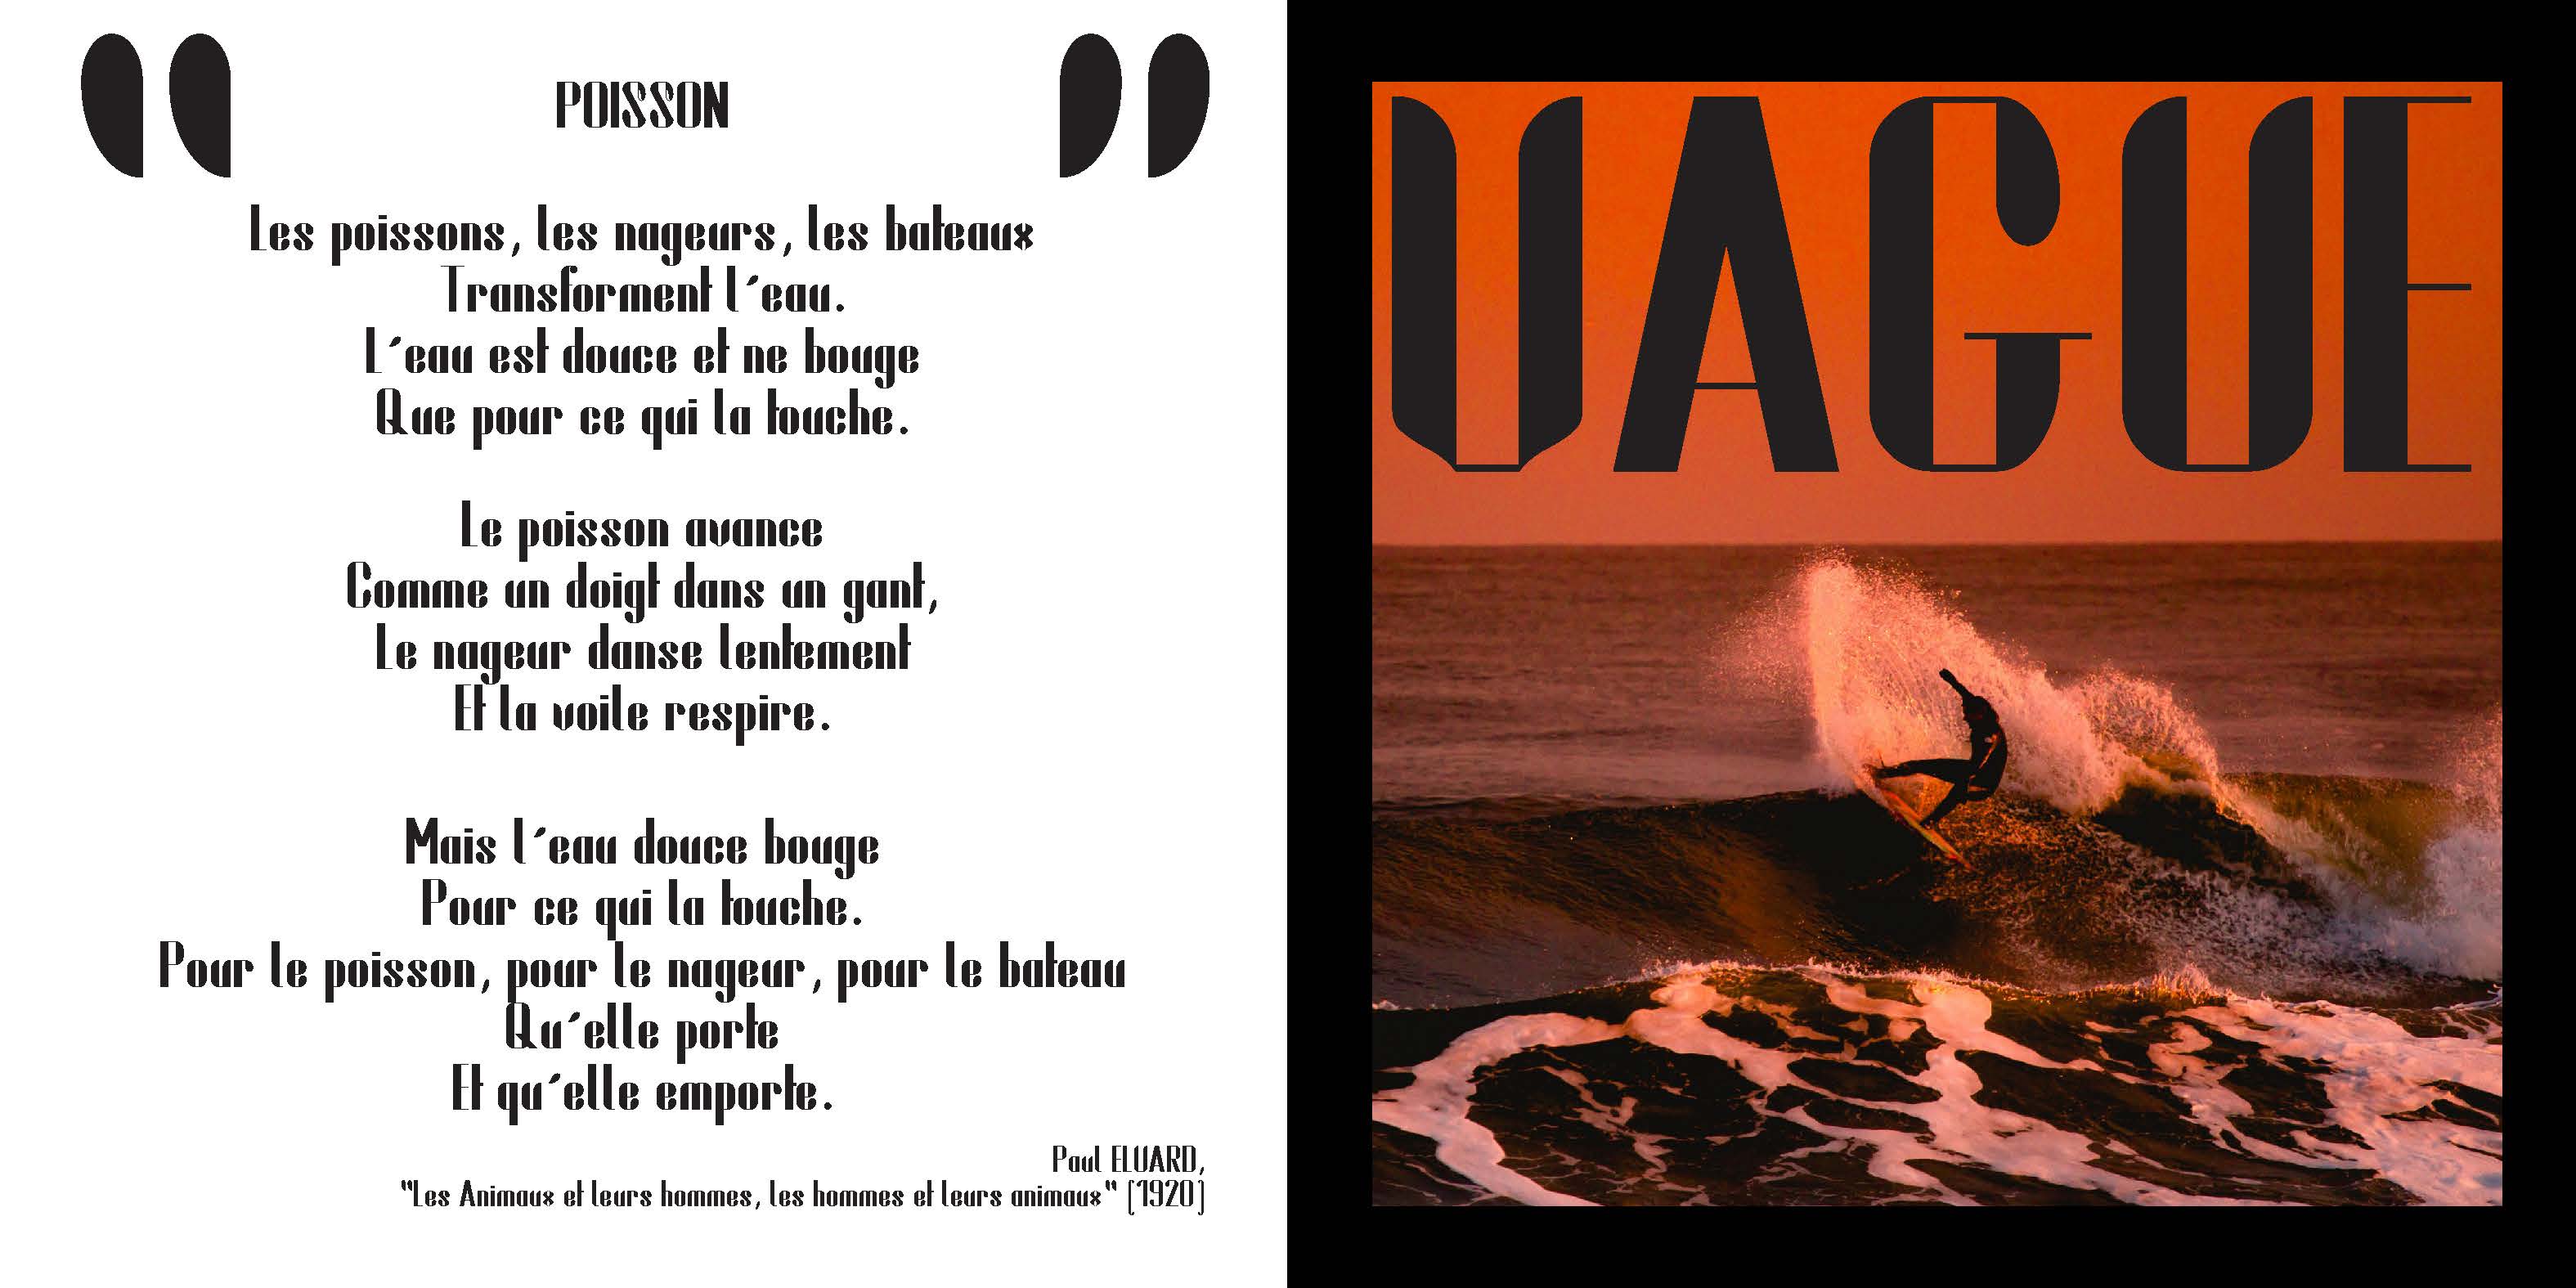 “ ”
POISSON
Les poissons, les nageurs, les bateaux
Transforment l´eau.
L´eau est douce et ne bouge
Que pour ce qui la touche.
Le poisson avance
Comme un doigt dans un gant,
Le nageur danse lentement
Et la voile respire.
Mais l´eau douce bouge
Pour ce qui la touche.
Pour le poisson, pour le nageur, pour le bateau
Qu´elle porte
Et qu´elle emporte.
Paul ELUARD,
"Les Animaux et leurs hommes, les hommes et leurs animaux" (1920)
VAGUE